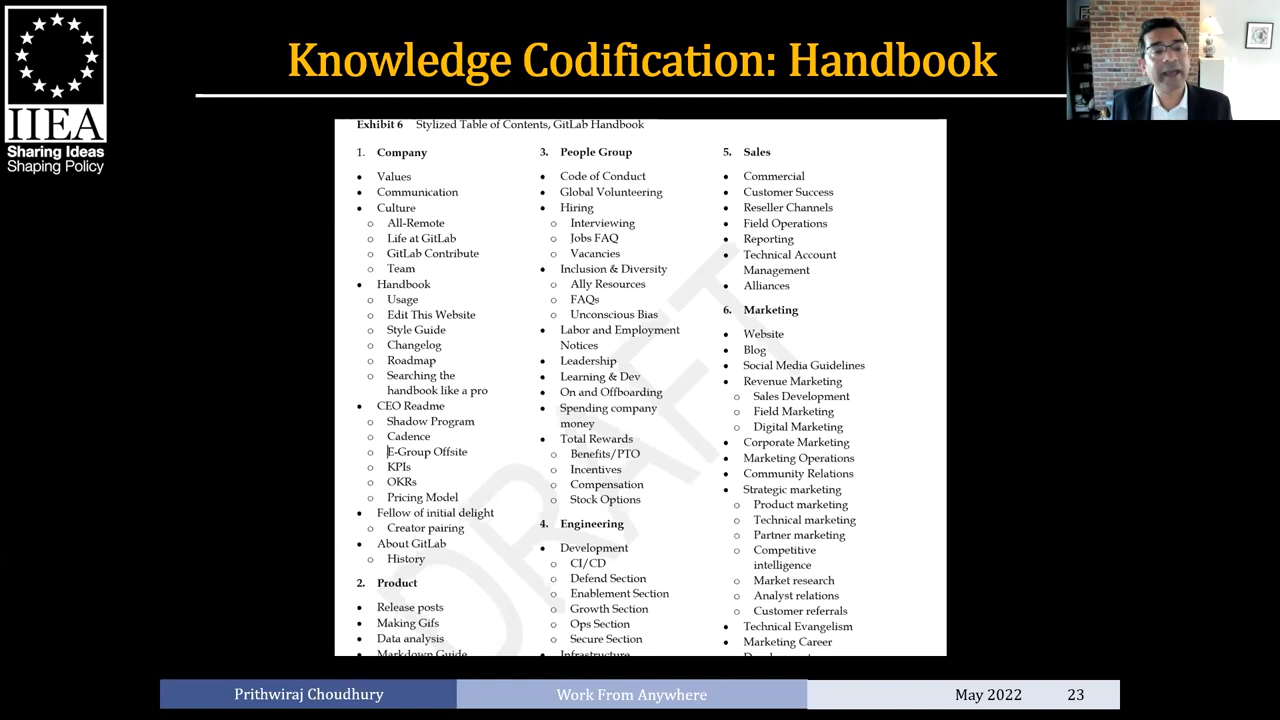 IIEA
Sharing Ideas
Shaping Policy
Knowledge Codification: Handbook
Exhibit 6 Stylized Table of Contents, GitLab Handbook
1. Company
• Values
• Communication
• Culture
o All-Remote
o Life at GitLab
o GitLab Contribute
o Team
• Handbook
o Usage
o Edit This Website
o Style Guide
o Changelog
o Roadmap
o Searching the
handbook like a pro
• CEO Readme
o Shadow Program
o Cadence
o E-Group Offsite
o KPIs
o OKRs
o Pricing Model
• Fellow of initial delight
o Creator pairing
• About GitLab
o History
2. Product
• Release posts
• Making Gifs
• Data analysis
• Markdown Guide
3. People Group
• Code of Conduct
• Global Volunteering
• Hiring
o Interviewing
o Jobs FAQ
o Vacancies
• Inclusion & Diversity
o Ally Resources
o FAQs
o Unconscious Bias
• Labor and Employment
Notices
• Leadership
• Learning & Dev
• On and Offboarding
• Spending company
money
• Total Rewards
o Benefits/PTO
o Incentives
o Compensation
o Stock Options
4. Engineering
• Development
o CI/CD
o Defend Section
o Enablement Section
o Growth Section
o Ops Section
o Secure Section
• Infrastructure
5. Sales
• Commercial
• Customer Success
• Reseller Channels
• Field Operations
• Reporting
• Technical Account
Management
• Alliances
6. Marketing
• Website
• Blog
• Social Media Guidelines
• Revenue Marketing
o Sales Development
o Field Marketing
o Digital Marketing
• Corporate Marketing
• Marketing Operations
• Community Relations
• Strategic marketing
o Product marketing
o Technical marketing
o Partner marketing
o Competitive
intelligence
o Market research
o Analyst relations
o Customer referrals
• Technical Evangelism
• Marketing Career
DRAFT
Prithwiraj Choudhury
Work From Anywhere
May 2022 23